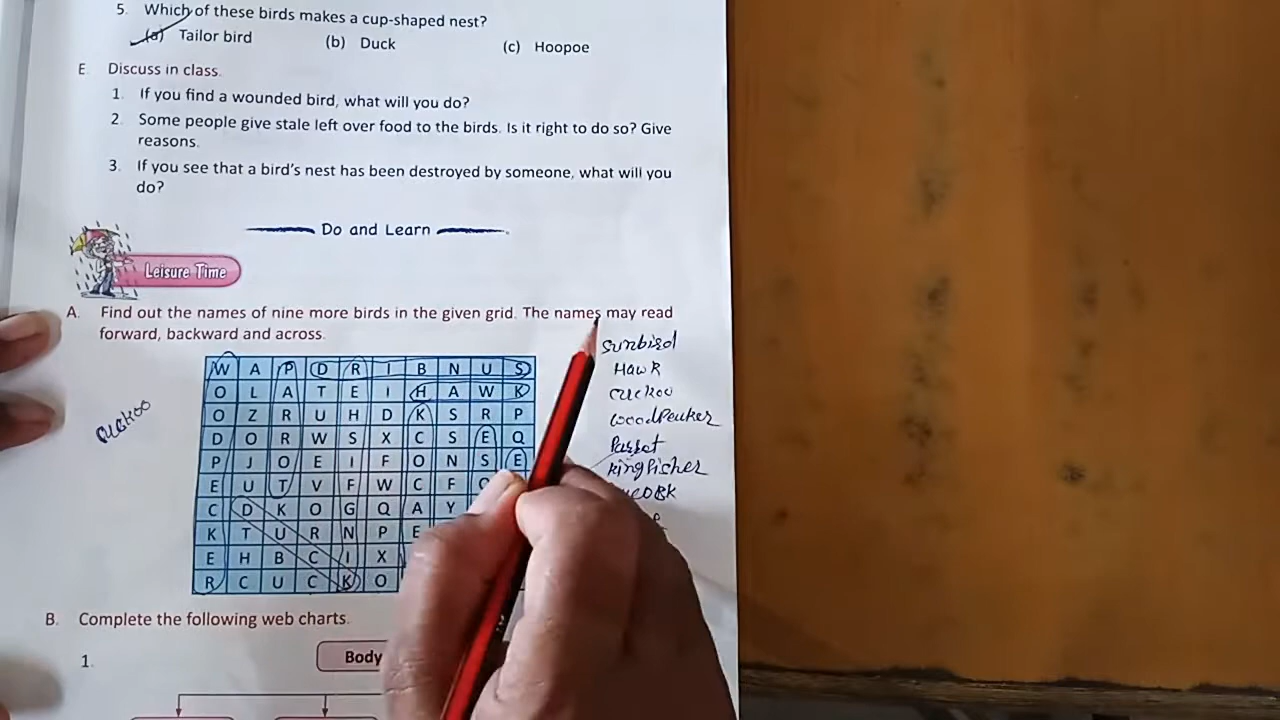 5. Which of these birds makes a cup-shaped nest?
(a) Tailor bird (b) Duck (c) Hoopoe
E. Discuss in class.
1. If you find a wounded bird, what will you do?
2. Some people give stale left over food to the birds. Is it right to do so? Give
reasons.
3. If you see that a bird's nest has been destroyed by someone, what will you
do?
Do and Learn
Leisure Time
A. Find out the names of nine more birds in the given grid. The names may read
forward, backward and across.
W A P D R I B N U S
O L A T E I H A W K
O Z R U H D K S R P
D O R W S X C S E Q
P J O E I F O N S E
E U T V F W C F
C D K O G Q A Y
K T U R N P E
E H B C I X
R C U C K O
cuckoo
Sunbird
Hawk
cuckoo
woodPecker
Parrot
kingfisher
B. Complete the following web charts.
1.
Body